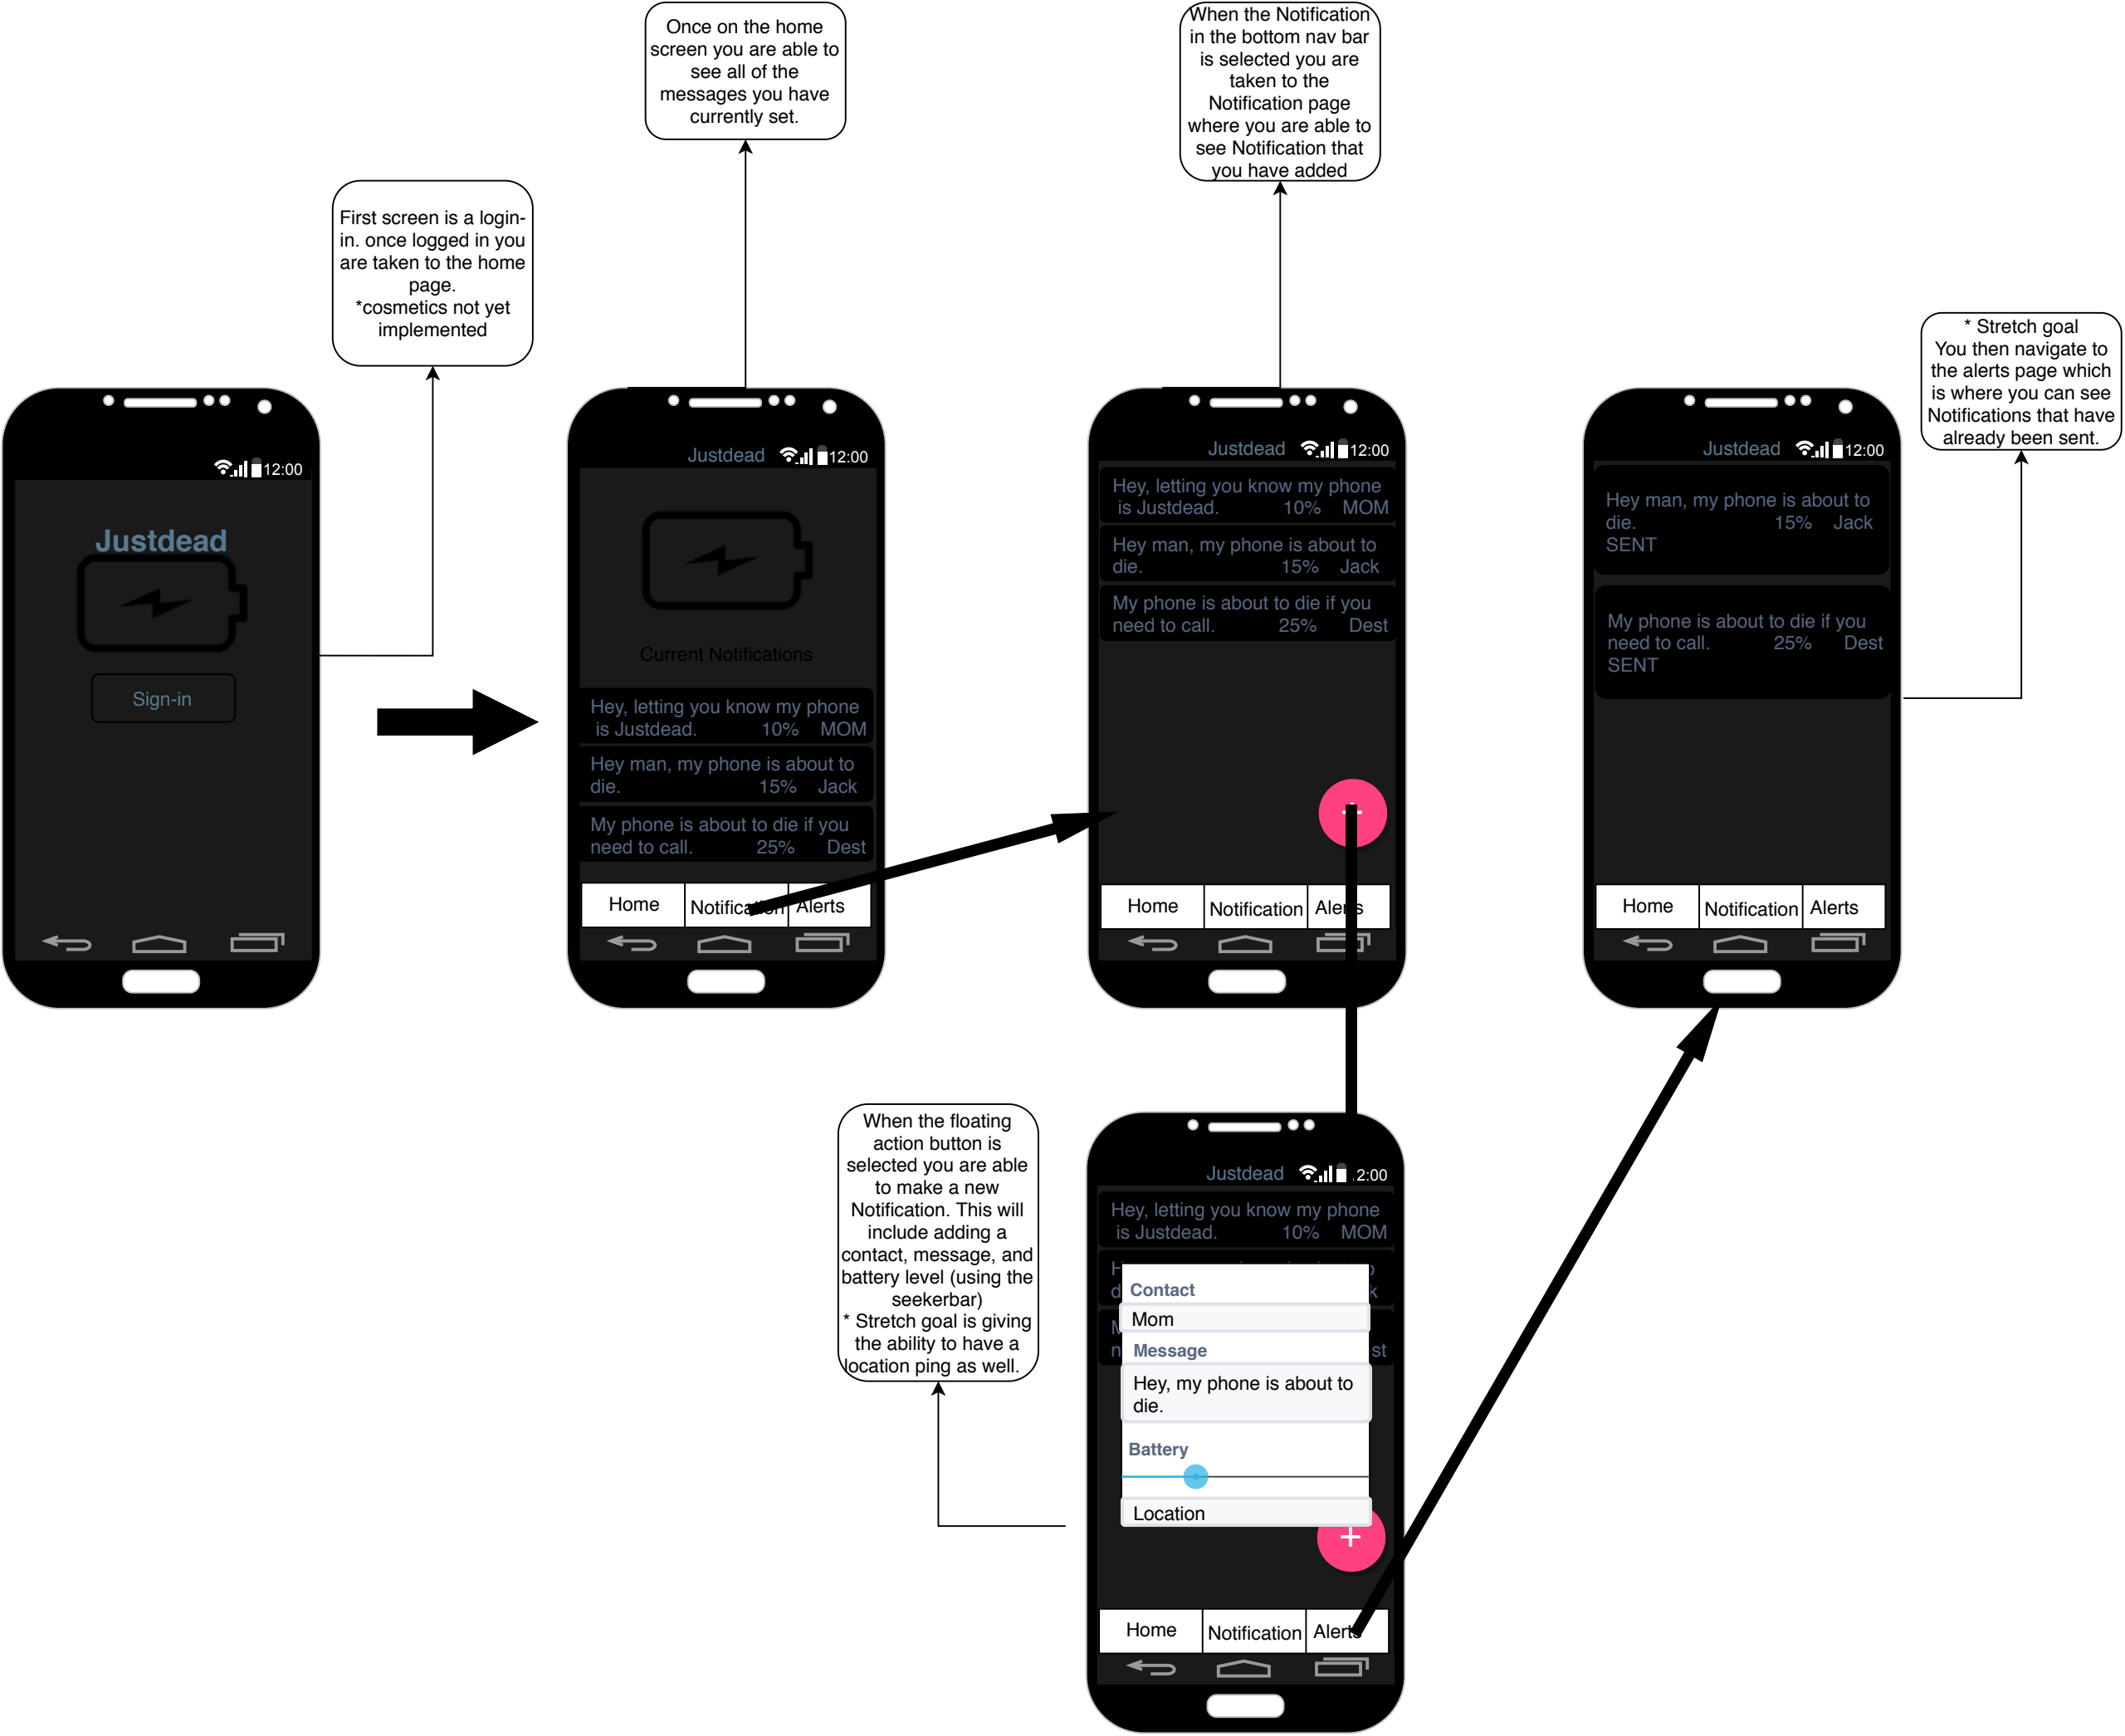 Once on the home
screen you are able to
see all of the
messages you have
currently set.
When the Notification
in the bottom nav bar
is selected you are
taken to the
Notification page
where you are able to
see Notification that
you have added
First screen is a login-
in. once logged in you
are taken to the home
page.
*cosmetics not yet
implemented
* Stretch goal
You then navigate to
the alerts page which
is where you can see
Notifications that have
already been sent.
12:00
Justdead
Sign-in
Justdead 12:00
Current Notifications
Hey, letting you know my phone
is Justdead. 10% MOM
Hey man, my phone is about to
die. 15% Jack
My phone is about to die if you
need to call. 25% Dest
Home Notification Alerts
Justdead 12:00
Hey, letting you know my phone
is Justdead. 10% MOM
Hey man, my phone is about to
die. 15% Jack
My phone is about to die if you
need to call. 25% Dest
+
Home Notification Alerts
Justdead 12:00
Hey man, my phone is about to
die. 15% Jack
SENT
My phone is about to die if you
need to call. 25% Dest
SENT
Home Notification Alerts
When the floating
action button is
selected you are able
to make a new
Notification. This will
include adding a
contact, message, and
battery level (using the
seekerbar)
* Stretch goal is giving
the ability to have a
location ping as well.
Justdead 2:00
Hey, letting you know my phone
is Justdead. 10% MOM
Contact
Mom
Message
Hey, my phone is about to
die.
Battery
Location
+
Home Notification Alerts